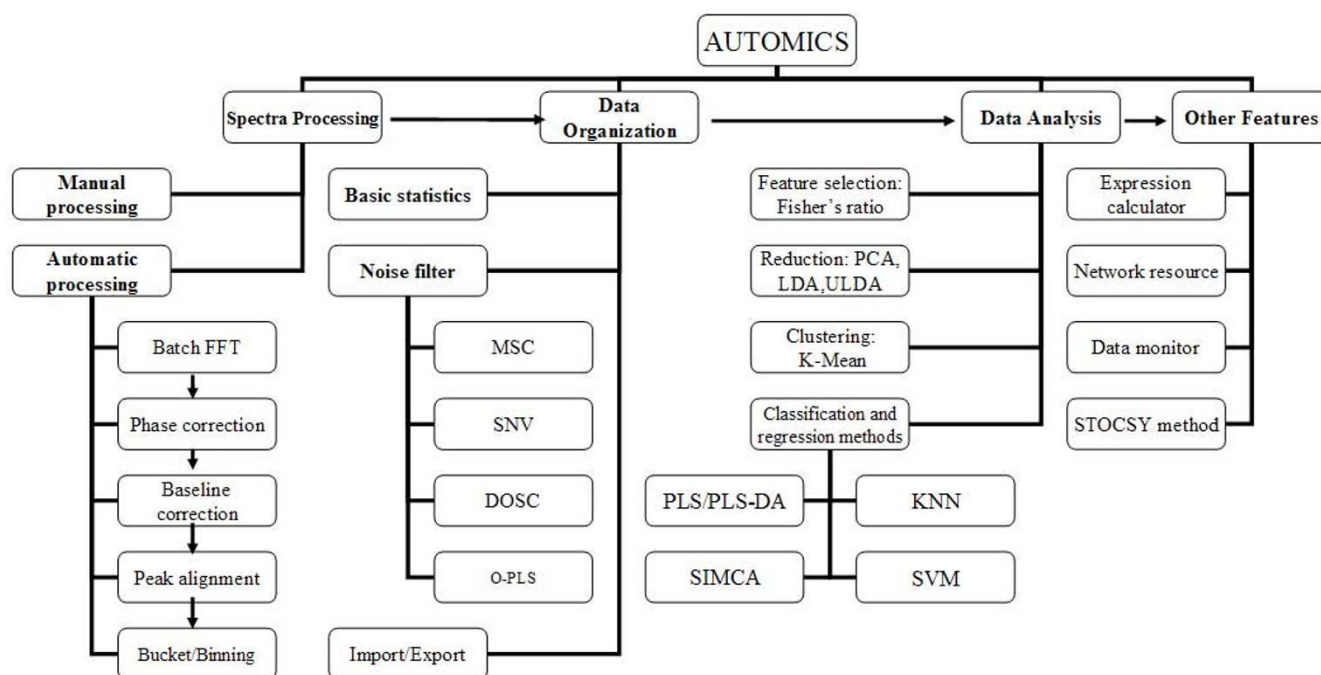 AUTOMICS
Spectra Processing
Data
Organization
Data Analysis
Other Features
Manual
processing
Automatic
processing
Batch FFT
Phase correction
Baseline
correction
Peak alignment
Bucket/Binning
Basic statistics
Noise filter
MSC
SNV
DOSC
O-PLS
Import/Export
Feature selection:
Fisher’s ratio
Reduction: PCA,
LDA,ULDA
Clustering:
K-Mean
Classification and
regression methods
PLS/PLS-DA
KNN
SIMCA
SVM
Expression
calculator
Network resource
Data monitor
STOCSY method